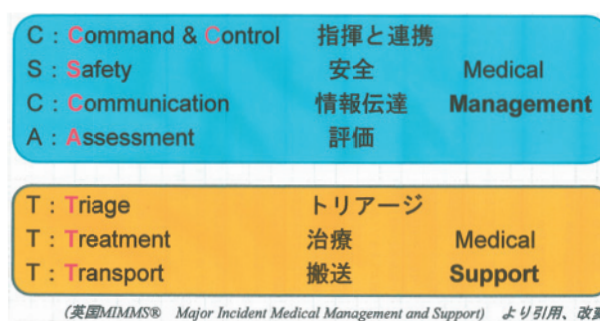 C : Command & Control 指揮と連携
S : Safety 安全 Medical
C : Communication 情報伝達 Management
A : Assessment 評価
T : Triage トリアージ
T : Treatment 治療 Medical
T : Transport 搬送 Support
(英国MIMMS® Major Incident Medical Management and Support) より引用、改変